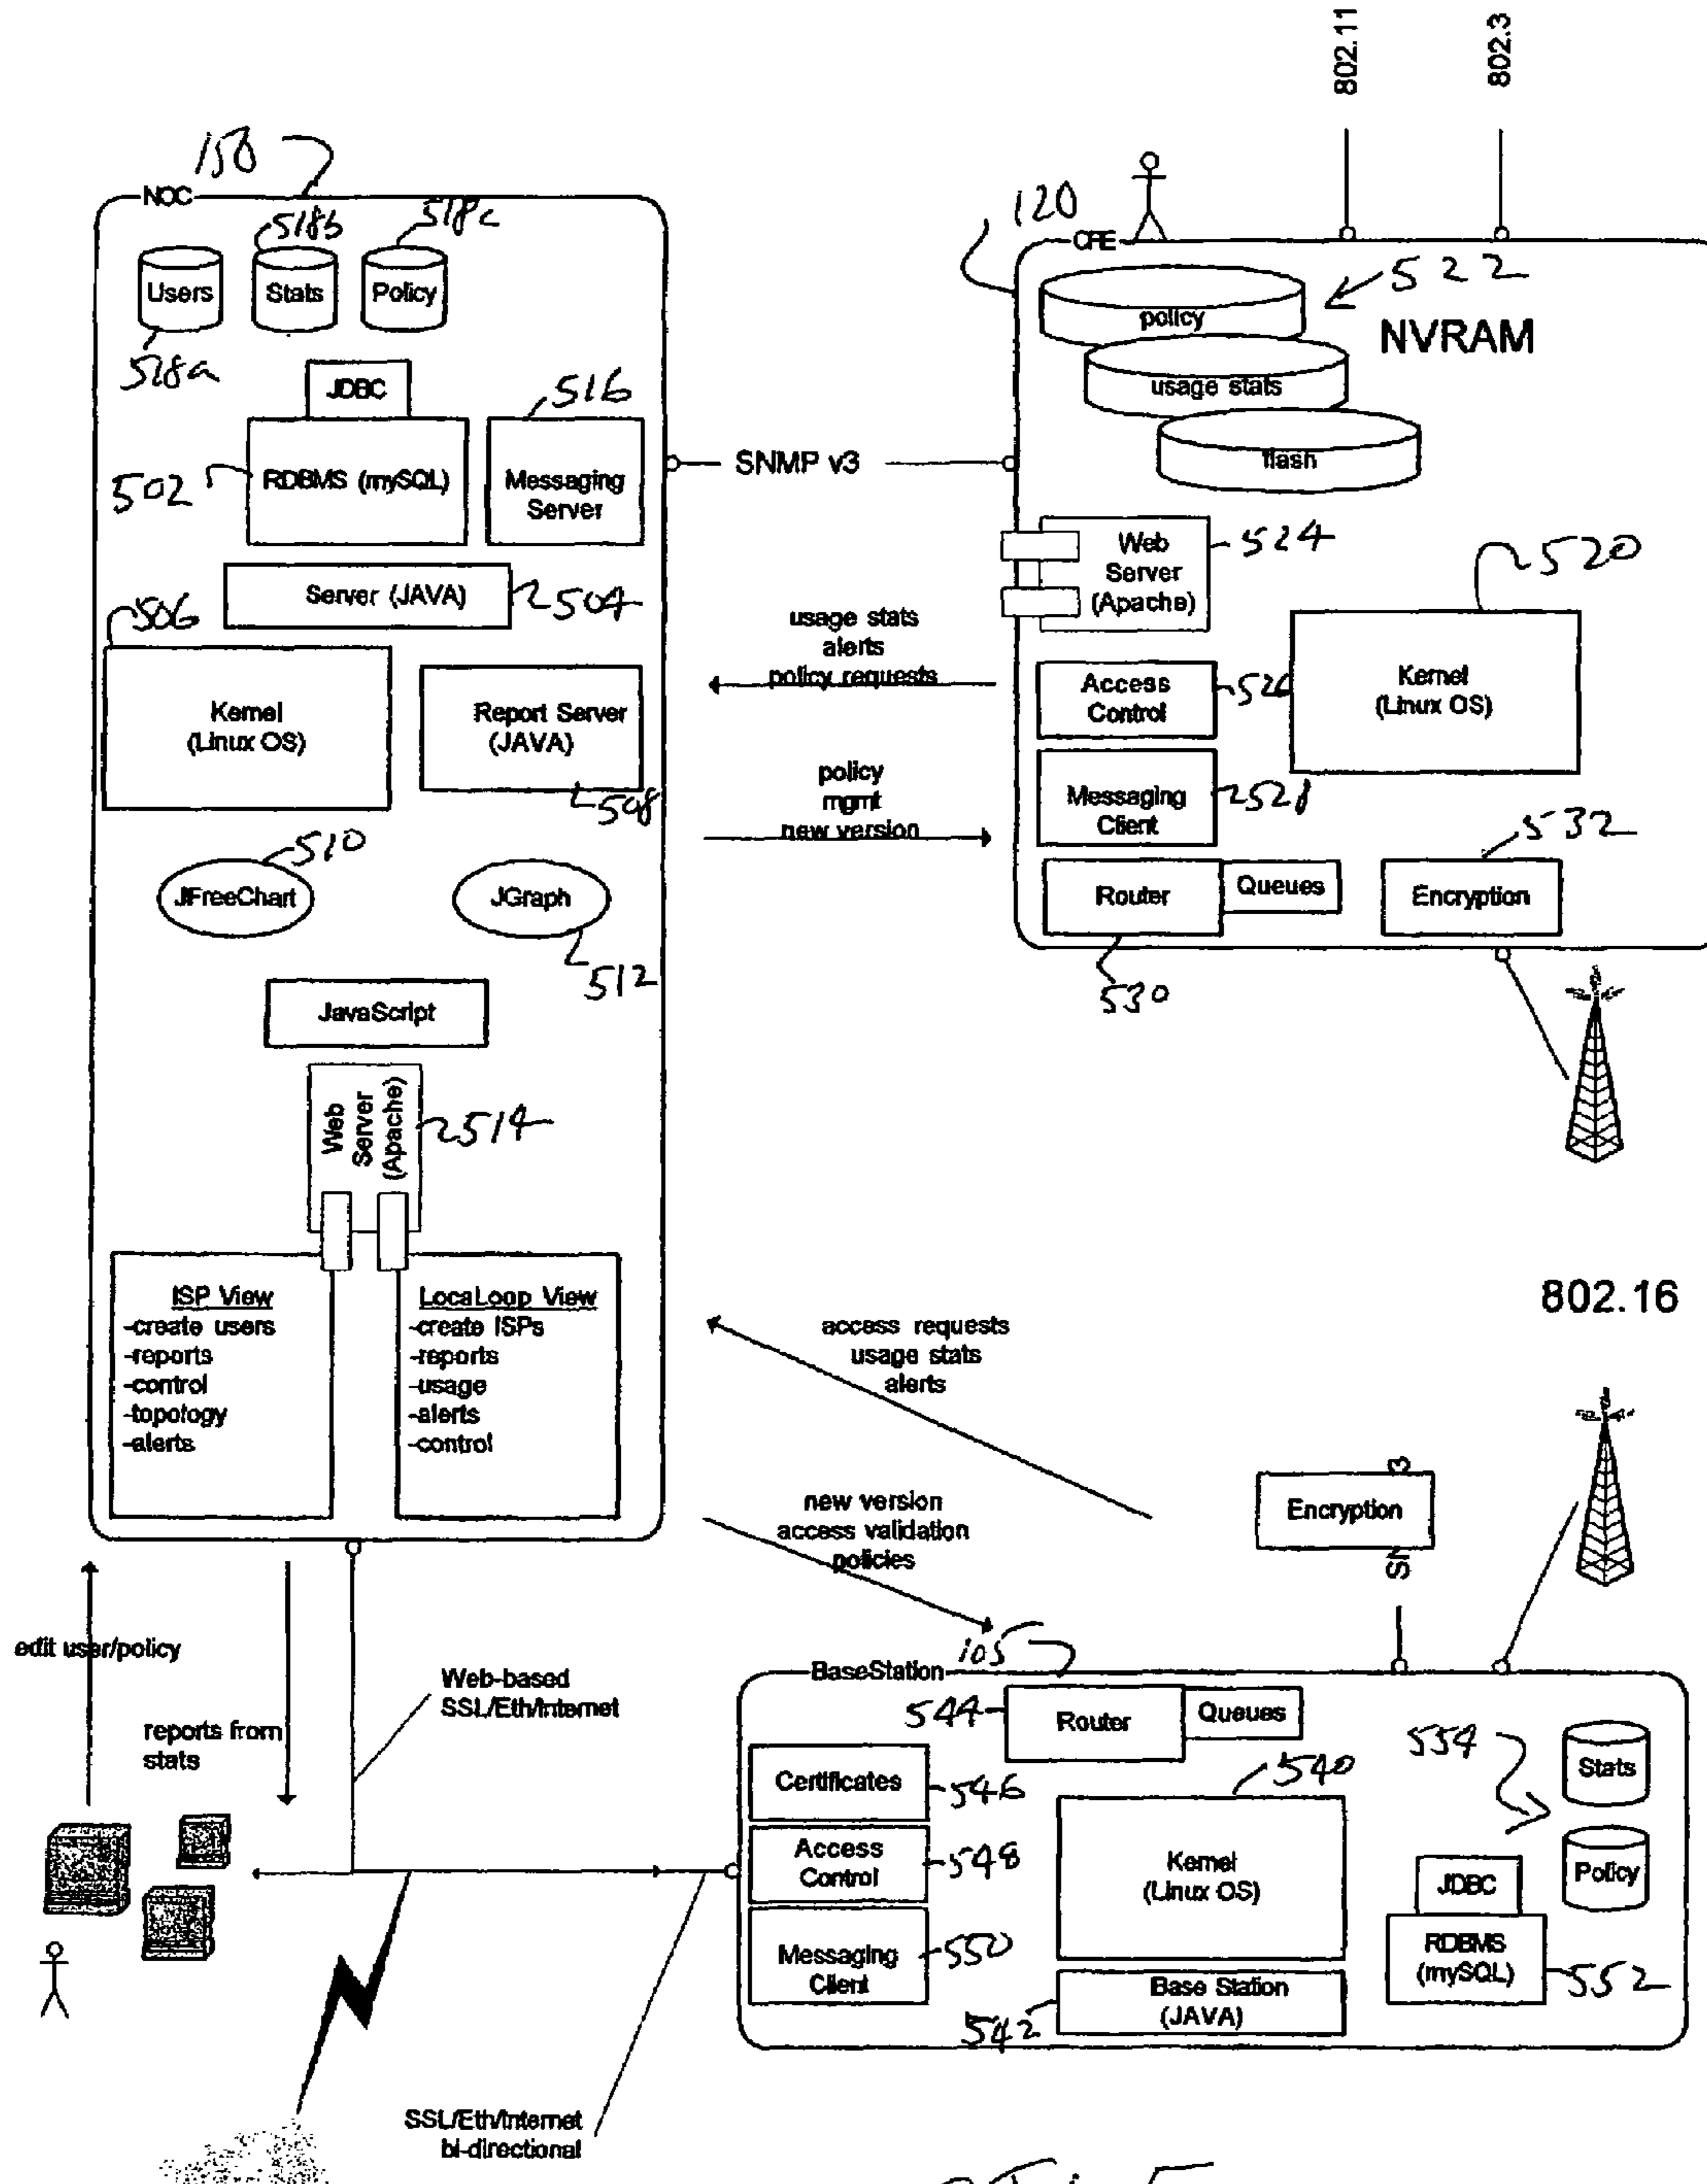 802.11
802.3
150
NOC
518b
518c
Users
Stats
Policy
518a
JDBC
516
502
RDBMS (mySQL)
Messaging
Server
Server (JAVA)
504
506
Kernel
(Linux OS)
Report Server
(JAVA)
508
510
JFreeChart
JGraph
512
JavaScript
Web
Server
(Apache)
514
ISP View
-create users
-reports
-control
-topology
-alerts
LocaLoop View
-create ISPs
-reports
-usage
-alerts
-control
SNMP v3
120
CPE
522
policy
NVRAM
usage stats
flash
Web
Server
(Apache)
524
520
Kernel
(Linux OS)
usage stats
alerts
policy requests
Access
Control
526
policy
mgmt
new version
Messaging
Client
528
532
Router
Queues
Encryption
530
802.16
access requests
usage stats
alerts
new version
access validation
policies
Encryption
edit user/policy
reports from
stats
Web-based
SSL/Eth/Internet
BaseStation
105
544
Router
Queues
554
Stats
Policy
Certificates
546
540
Access
Control
548
Kernel
(Linux OS)
JDBC
RDBMS
(mySQL)
552
Messaging
Client
550
Base Station
(JAVA)
542
SSL/Eth/Internet
bi-directional